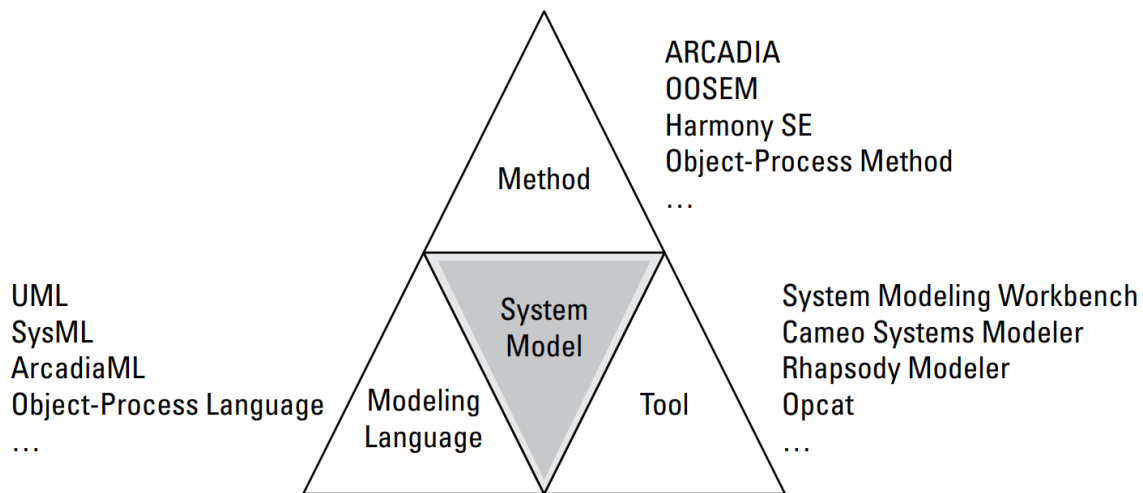 ARCADIA
OOSEM
Harmony SE
Object-Process Method
…
Method
UML
SysML
ArcadiaML
Object-Process Language
…
System
Model
Modeling
Language
Tool
System Modeling Workbench
Cameo Systems Modeler
Rhapsody Modeler
Opcat
…